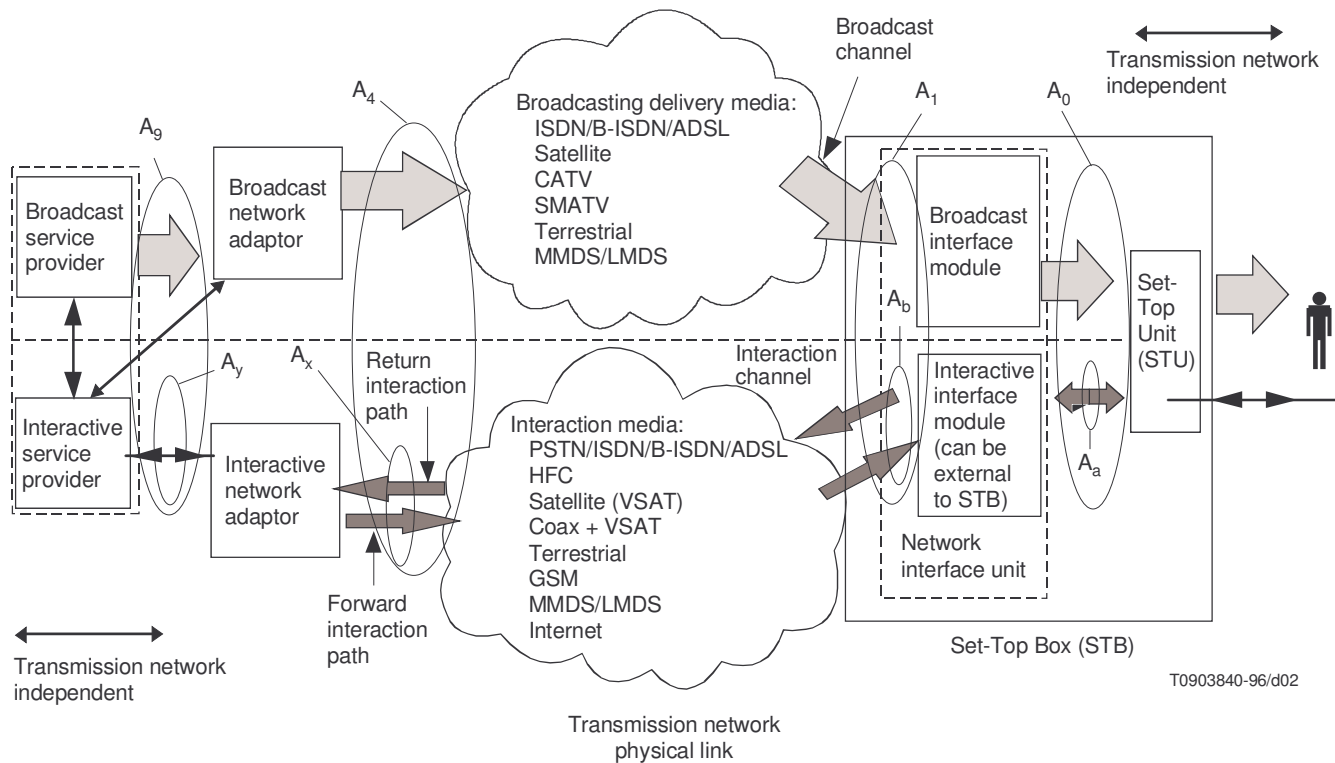 Broadcast
channel
Transmission network
independent
A4
A1
A0
A9
Broadcasting delivery media:
ISDN/B-ISDN/ADSL
Satellite
CATV
SMATV
Terrestrial
MMDS/LMDS
Broadcast
service
provider
Broadcast
network
adaptor
Broadcast
interface
module
Set-
Top
Unit
(STU)
Ab
Ay
Ax
Return
interaction
path
Interaction
channel
Interactive
service
provider
Interactive
network
adaptor
Interaction media:
PSTN/ISDN/B-ISDN/ADSL
HFC
Satellite (VSAT)
Coax + VSAT
Terrestrial
GSM
MMDS/LMDS
Internet
Interactive
interface
module
(can be
external
to STB)
Aa
Network
interface unit
Forward
interaction
path
Transmission network
independent
Set-Top Box (STB)
T0903840-96/d02
Transmission network
physical link